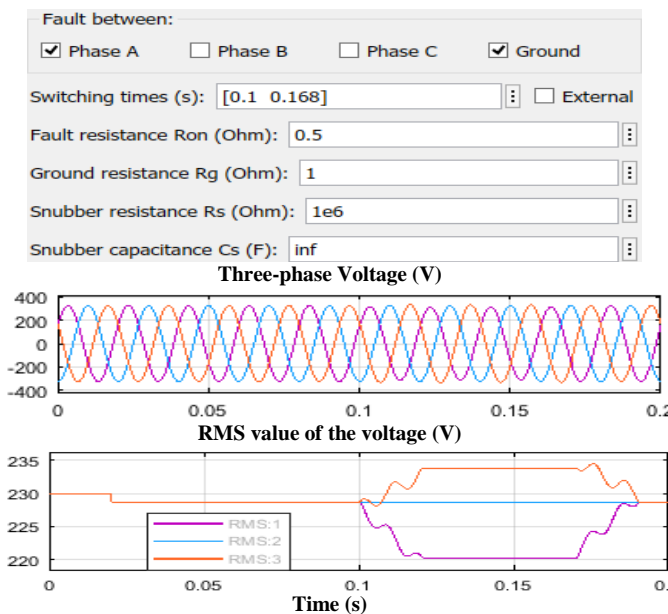 Fault between:
Phase A Phase B Phase C Ground
Switching times (s): [0.1 0.168] External
Fault resistance Ron (Ohm): 0.5
Ground resistance Rg (Ohm): 1
Snubber resistance Rs (Ohm): 1e6
Snubber capacitance Cs (F): inf
Three-phase Voltage (V)
400
200
0
-200
-400
0 0.05 0.1 0.15 0.2
RMS value of the voltage (V)
235
230
225
220
RMS:1
RMS:2
RMS:3
0 0.05 0.1 0.15 0.
Time (s)